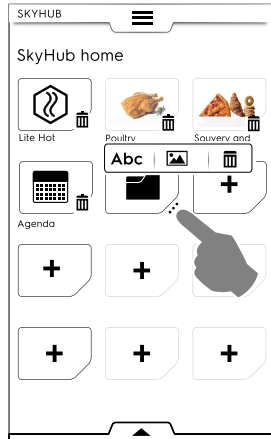 SKYHUB
SkyHub home
Lite Hot
Poultry
Souvery and
Abc
Agenda